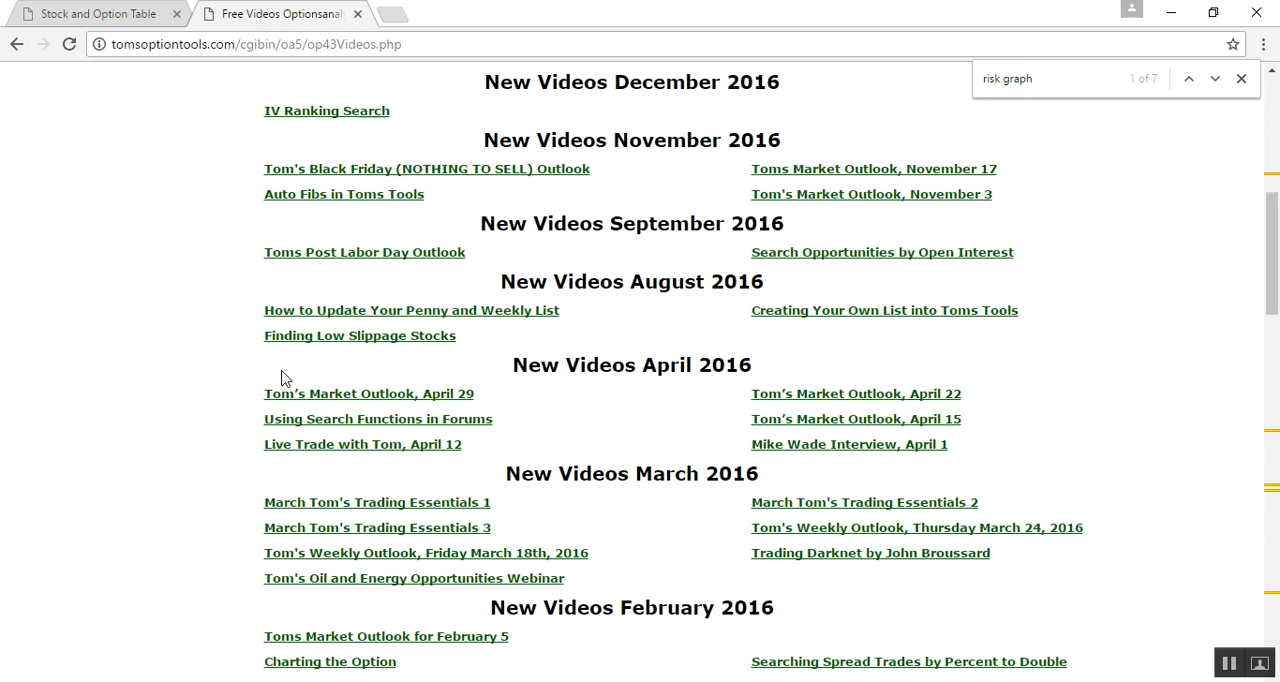 Stock and Option Table
Free Videos Optionsanal
tomsoptiontools.com/cgibin/oa5/op43Videos.php
risk graph 1 of 7
New Videos December 2016
IV Ranking Search
New Videos November 2016
Tom's Black Friday (NOTHING TO SELL) Outlook Toms Market Outlook, November 17
Auto Fibs in Toms Tools Tom's Market Outlook, November 3
New Videos September 2016
Toms Post Labor Day Outlook Search Opportunities by Open Interest
New Videos August 2016
How to Update Your Penny and Weekly List Creating Your Own List into Toms Tools
Finding Low Slippage Stocks
New Videos April 2016
Tom’s Market Outlook, April 29 Tom’s Market Outlook, April 22
Using Search Functions in Forums Tom’s Market Outlook, April 15
Live Trade with Tom, April 12 Mike Wade Interview, April 1
New Videos March 2016
March Tom's Trading Essentials 1 March Tom's Trading Essentials 2
March Tom's Trading Essentials 3 Tom's Weekly Outlook, Thursday March 24, 2016
Tom's Weekly Outlook, Friday March 18th, 2016 Trading Darknet by John Broussard
Tom's Oil and Energy Opportunities Webinar
New Videos February 2016
Toms Market Outlook for February 5
Charting the Option Searching Spread Trades by Percent to Double